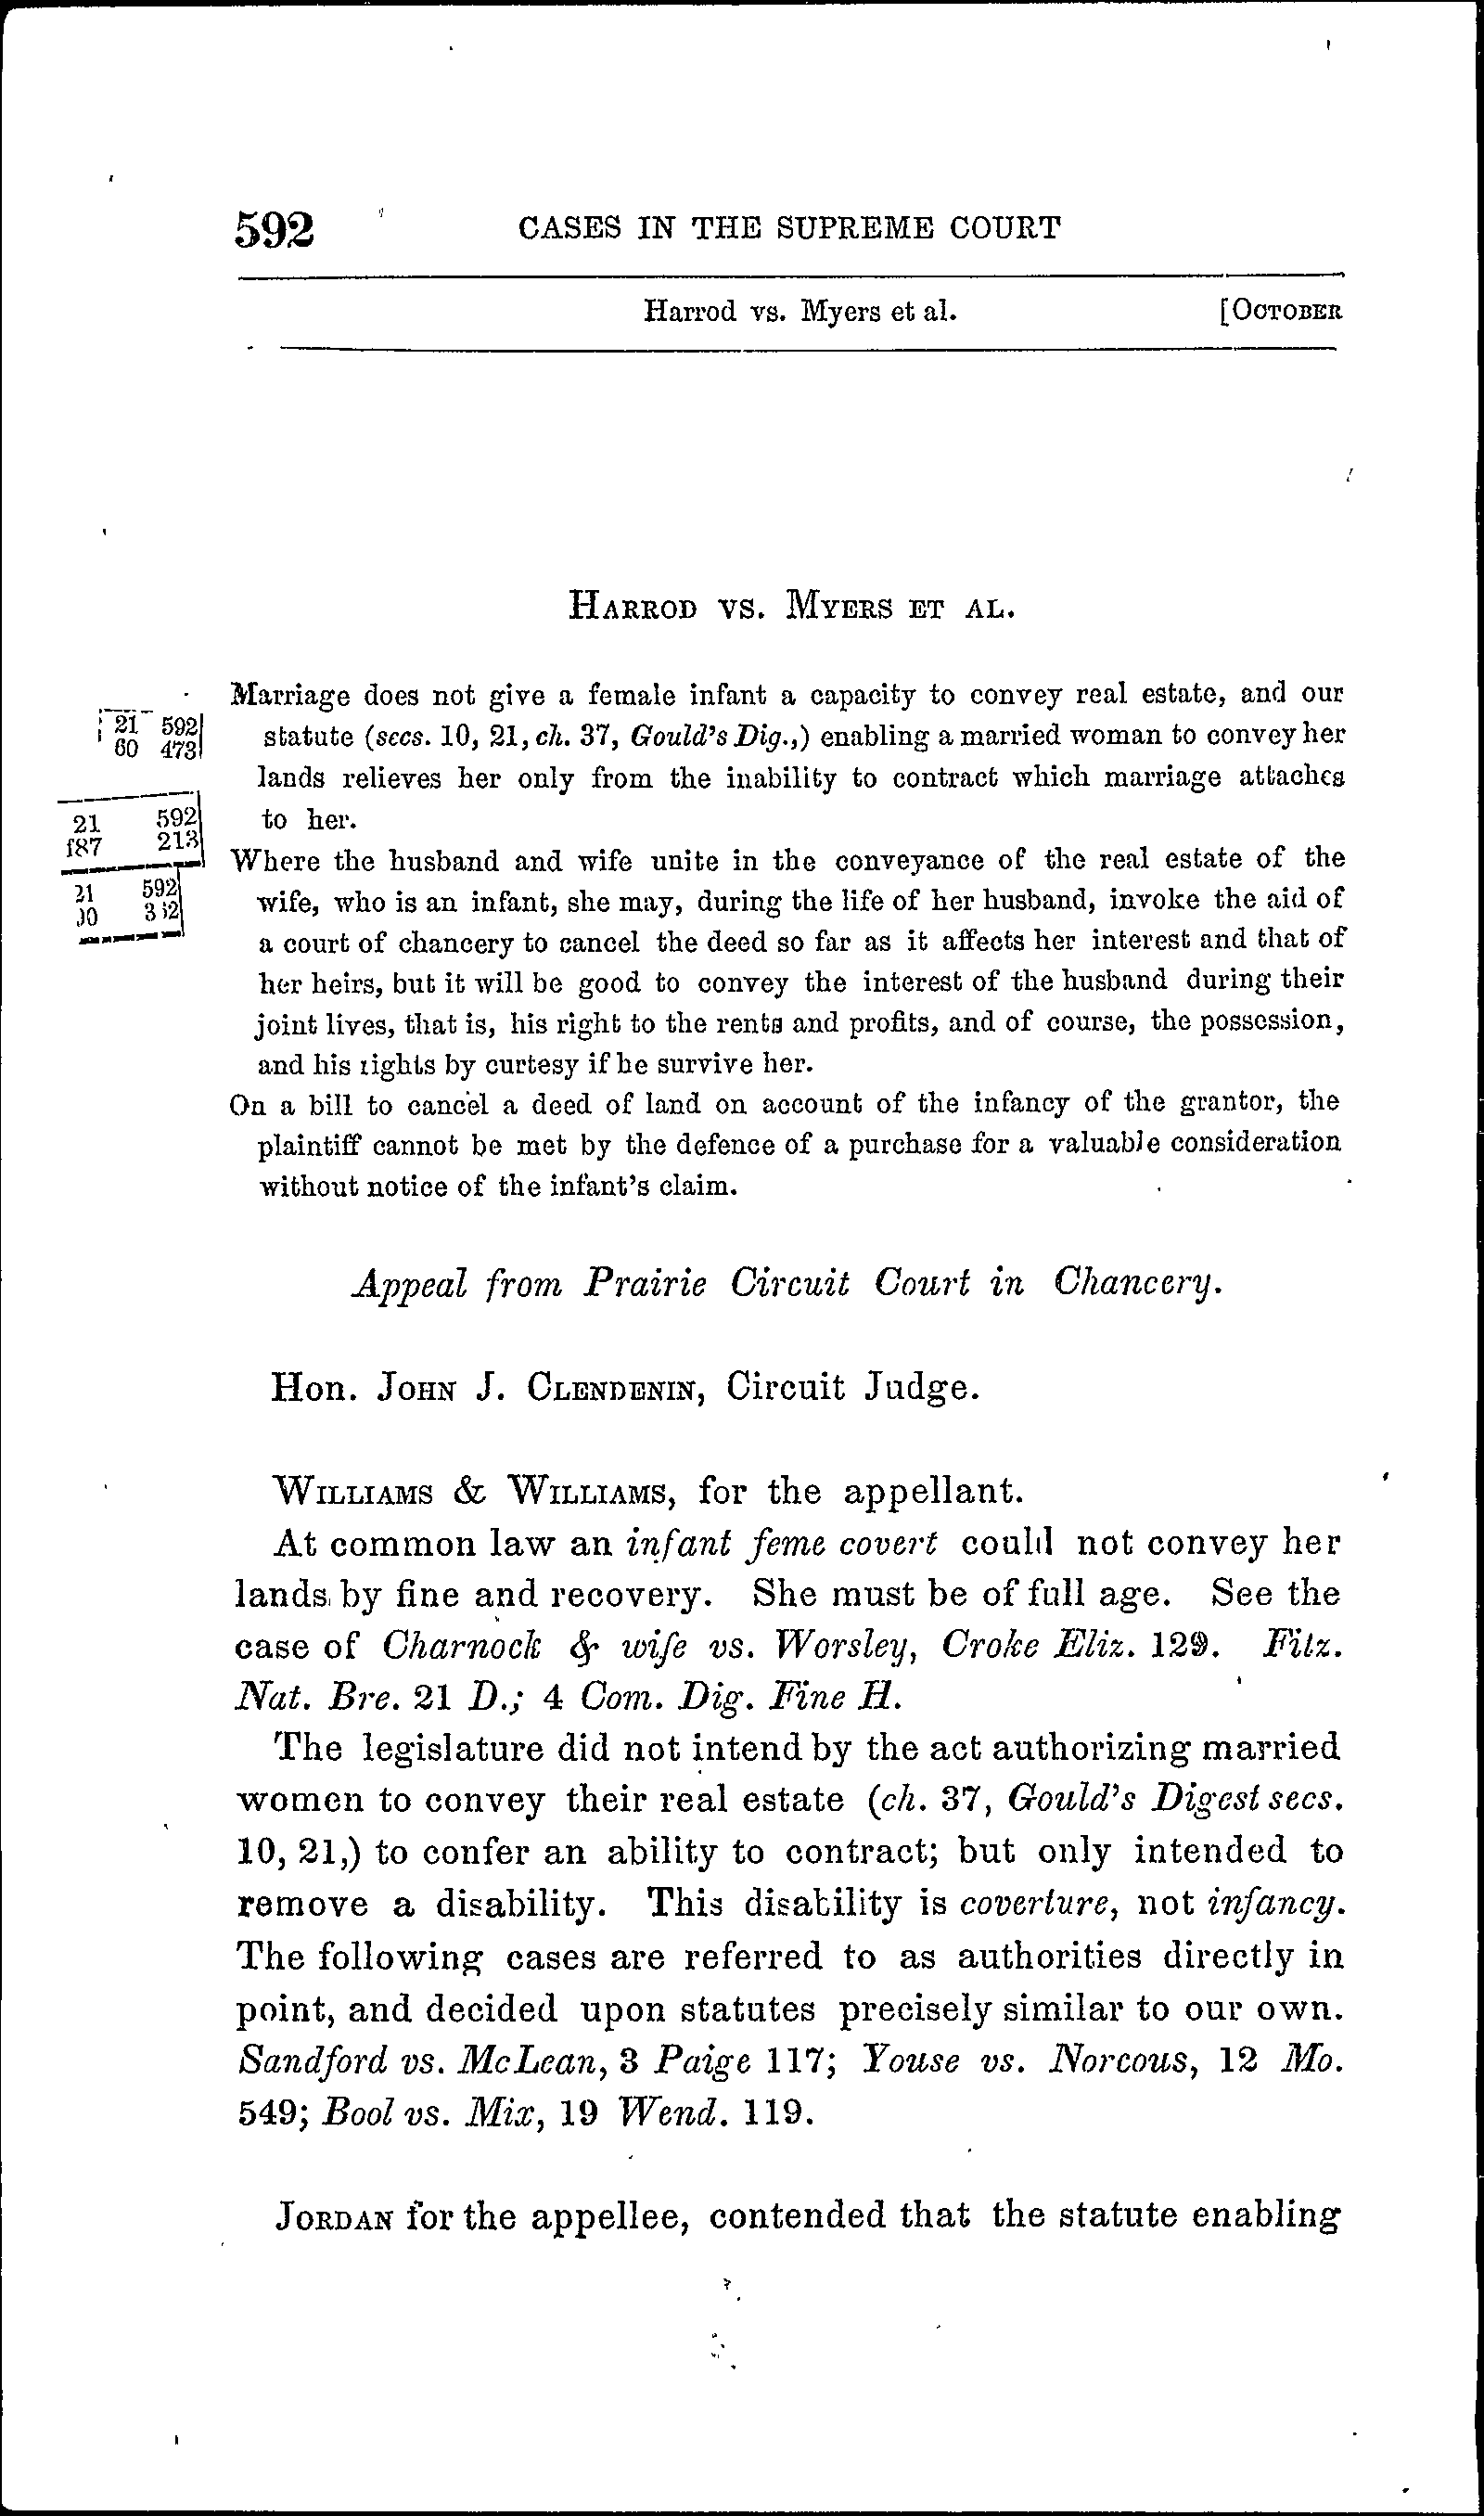 592 CASES IN THE SUPREME COURT
Harrod vs. Myers et al. [OCTOBER
HARROD VS. MYERS ET AL.
Marriage does not give a female infant a capacity to convey real estate, and our
statute (secs. 10, 21, ch. 37, Gould's Dig.,) enabling a married woman to convey her
lands relieves her only from the inability to contract which marriage attaches
to her.
Where the husband and wife unite in the conveyance of the real estate of the
wife, who is an infant, she may, during the life of her husband, invoke the aid of
a court of chancery to cancel the deed so far as it affects her interest and that of
her heirs, but it will be good to convey the interest of the husband during their
joint lives, that is, his right to the rents and profits, and of course, the possession,
and his rights by curtesy if he survive her.
On a bill to cancel a deed of land on account of the infancy of the grantor, the
plaintiff cannot be met by the defence of a purchase for a valuable consideration
without notice of the infant's claim.
21 592
60 473
21 592
f87 213
21 592
Appeal from Prairie Circuit Court in Chancery.
Hon. JOHN J. CLENDENIN, Circuit Judge.
WILLIAMS & WILLIAMS, for the appellant.
At common law an infant feme covert could not convey her
lands by fine and recovery. She must be of full age. See the
case of Charnock & wife vs. Worsley, Croke Eliz. 129. Fitz.
Nat. Bre. 21 D.; 4 Com. Dig. Fine H.
The legislature did not intend by the act authorizing married
women to convey their real estate (ch. 37, Gould's Digest secs.
10, 21,) to confer an ability to contract; but only intended to
remove a disability. This disability is coverture, not infancy.
The following cases are referred to as authorities directly in
point, and decided upon statutes precisely similar to our own.
Sandford vs. McLean, 3 Paige 117; Youse vs. Norcous, 12 Mo.
549; Bool vs. Mix, 19 Wend. 119.
JORDAN for the appellee, contended that the statute enabling